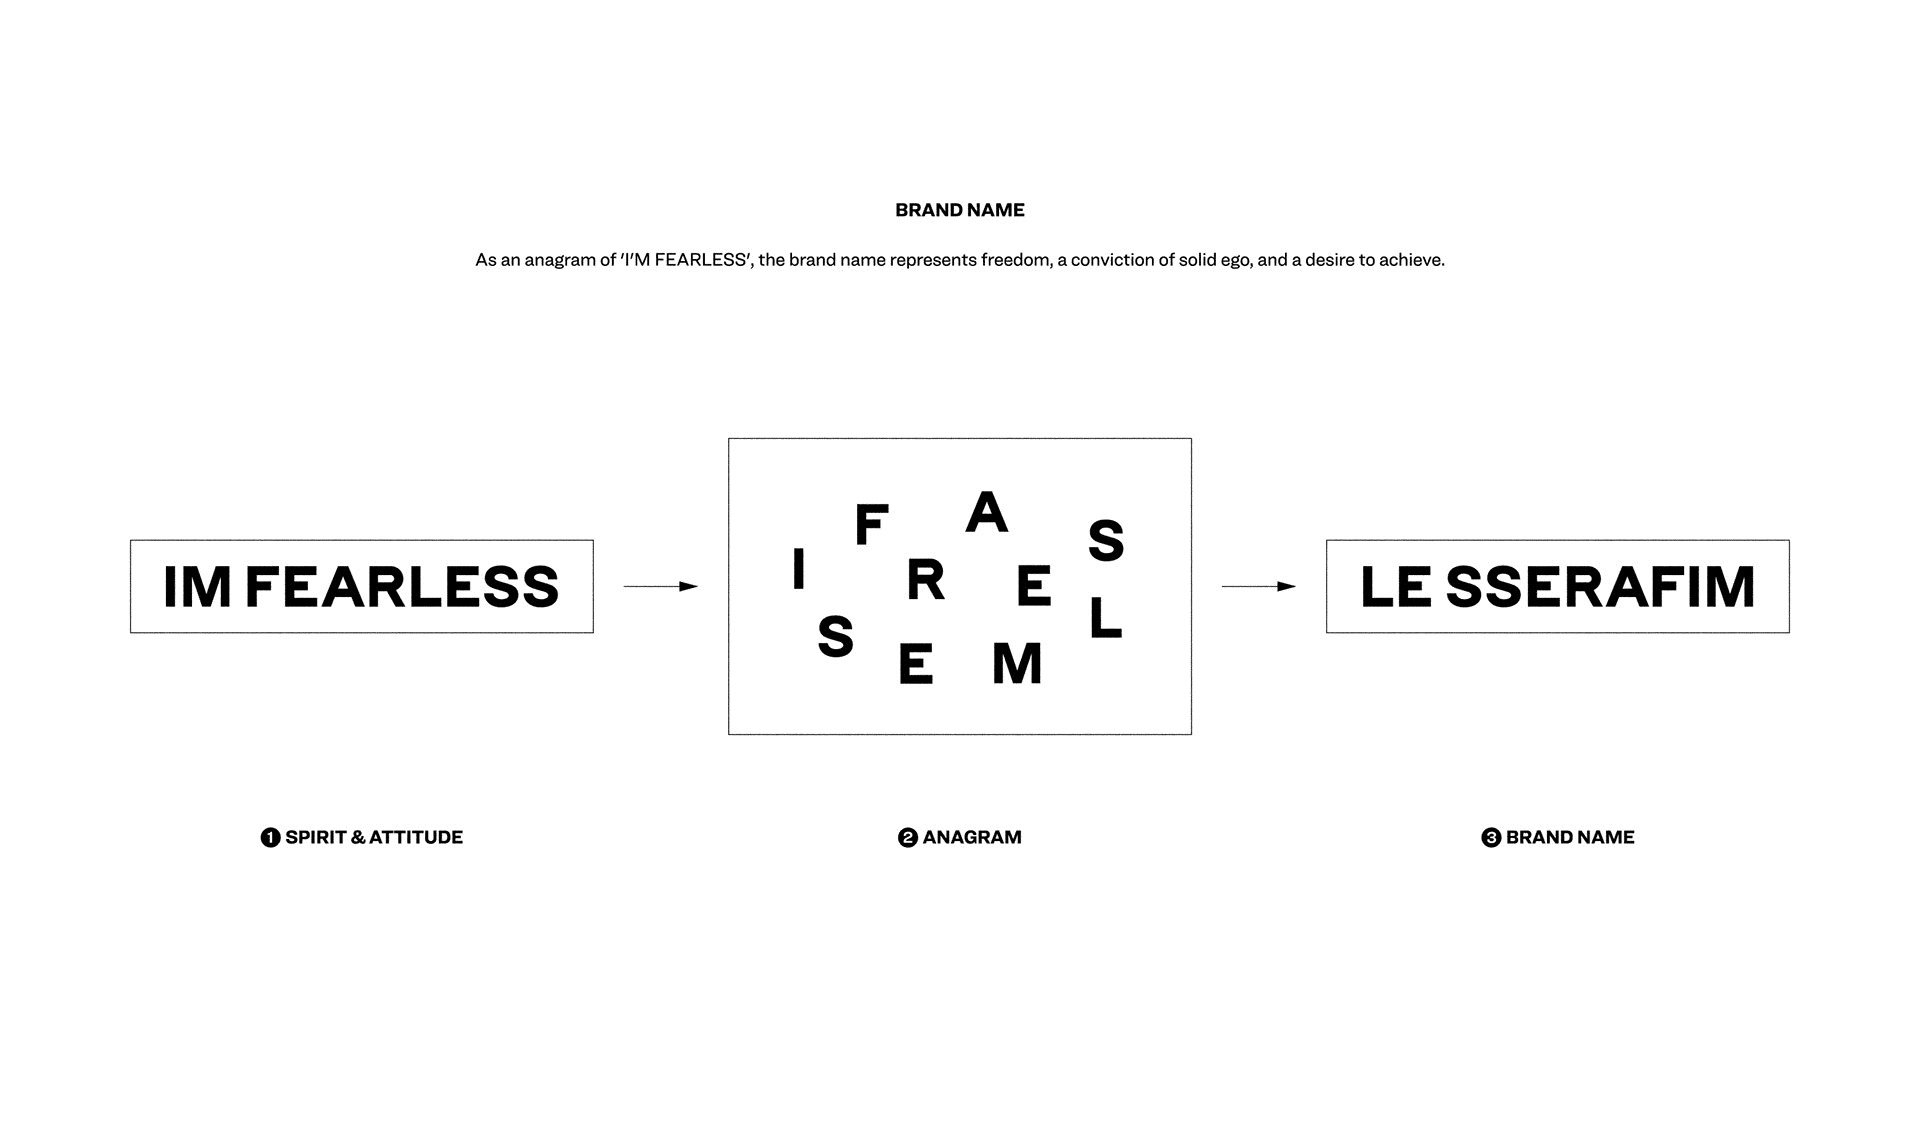 BRAND NAME
As an anagram of ‘I’M FEARLESS’, the brand name represents freedom, a conviction of solid ego, and a desire to achieve.
IM FEARLESS
F A S
I R E
S E M L
LE SSERAFIM
1 SPIRIT & ATTITUDE
2 ANAGRAM
3 BRAND NAME